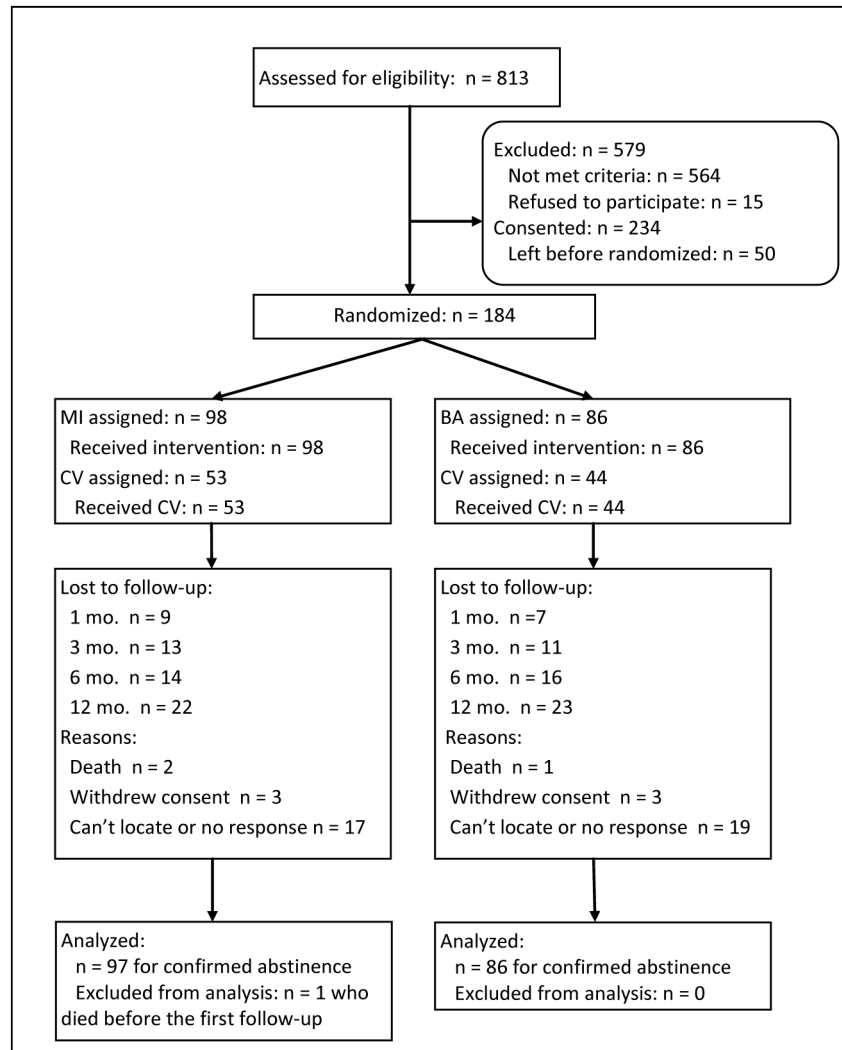 Assessed for eligibility: n = 813
Excluded: n = 579
Not met criteria: n = 564
Refused to participate: n = 15
Consented: n = 234
Left before randomized: n = 50
Randomized: n = 184
MI assigned: n = 98
Received intervention: n = 98
CV assigned: n = 53
Received CV: n = 53
BA assigned: n = 86
Received intervention: n = 86
CV assigned: n = 44
Received CV: n = 44
Lost to follow-up:
1 mo. n = 9
3 mo. n = 13
6 mo. n = 14
12 mo. n = 22
Reasons:
Death n = 2
Withdrew consent n = 3
Can't locate or no response n = 17
Lost to follow-up:
1 mo. n =7
3 mo. n = 11
6 mo. n = 16
12 mo. n = 23
Reasons:
Death n = 1
Withdrew consent n = 3
Can't locate or no response n = 19
Analyzed:
n = 97 for confirmed abstinence
Excluded from analysis: n = 1 who
died before the first follow-up
Analyzed:
n = 86 for confirmed abstinence
Excluded from analysis: n = 0